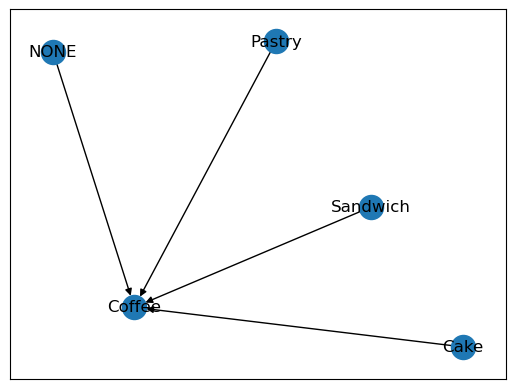 Pastry
NONE
Sandwich
Coffee
Cake